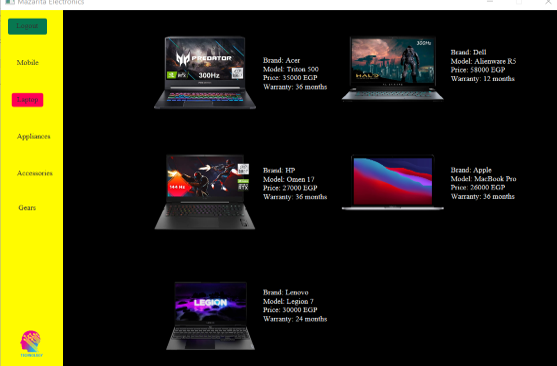 Mazarita Electronics
Logout
Mobile
Laptop
Appliances
Accessories
Gears
TECHNOLOGY
PREDATOR
300Hz
Brand: Acer
Model: Triton 500
Price: 35000 EGP
Warranty: 36 months
300Hz
HALO
Brand: Dell
Model: Alienware R5
Price: 58000 EGP
Warranty: 12 months
144 HZ
Brand: HP
Model: Omen 17
Price: 27000 EGP
Warranty: 36 months
Brand: Apple
Model: MacBook Pro
Price: 26000 EGP
Warranty: 36 months
LEGION
Brand: Lenovo
Model: Legion 7
Price: 30000 EGP
Warranty: 24 months